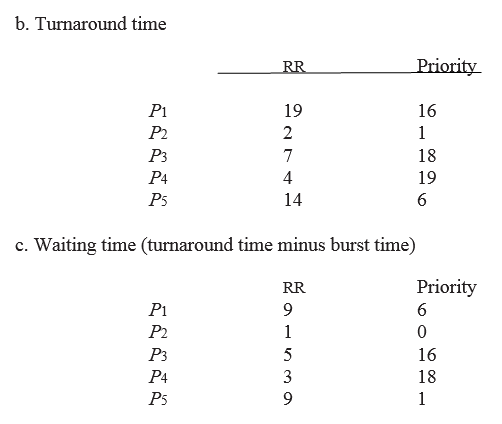 b. Turnaround time
RR Priority
P1 19 16
P2 2 1
P3 7 18
P4 4 19
P5 14 6
c. Waiting time (turnaround time minus burst time)
RR Priority
P1 9 6
P2 1 0
P3 5 16
P4 3 18
P5 9 1